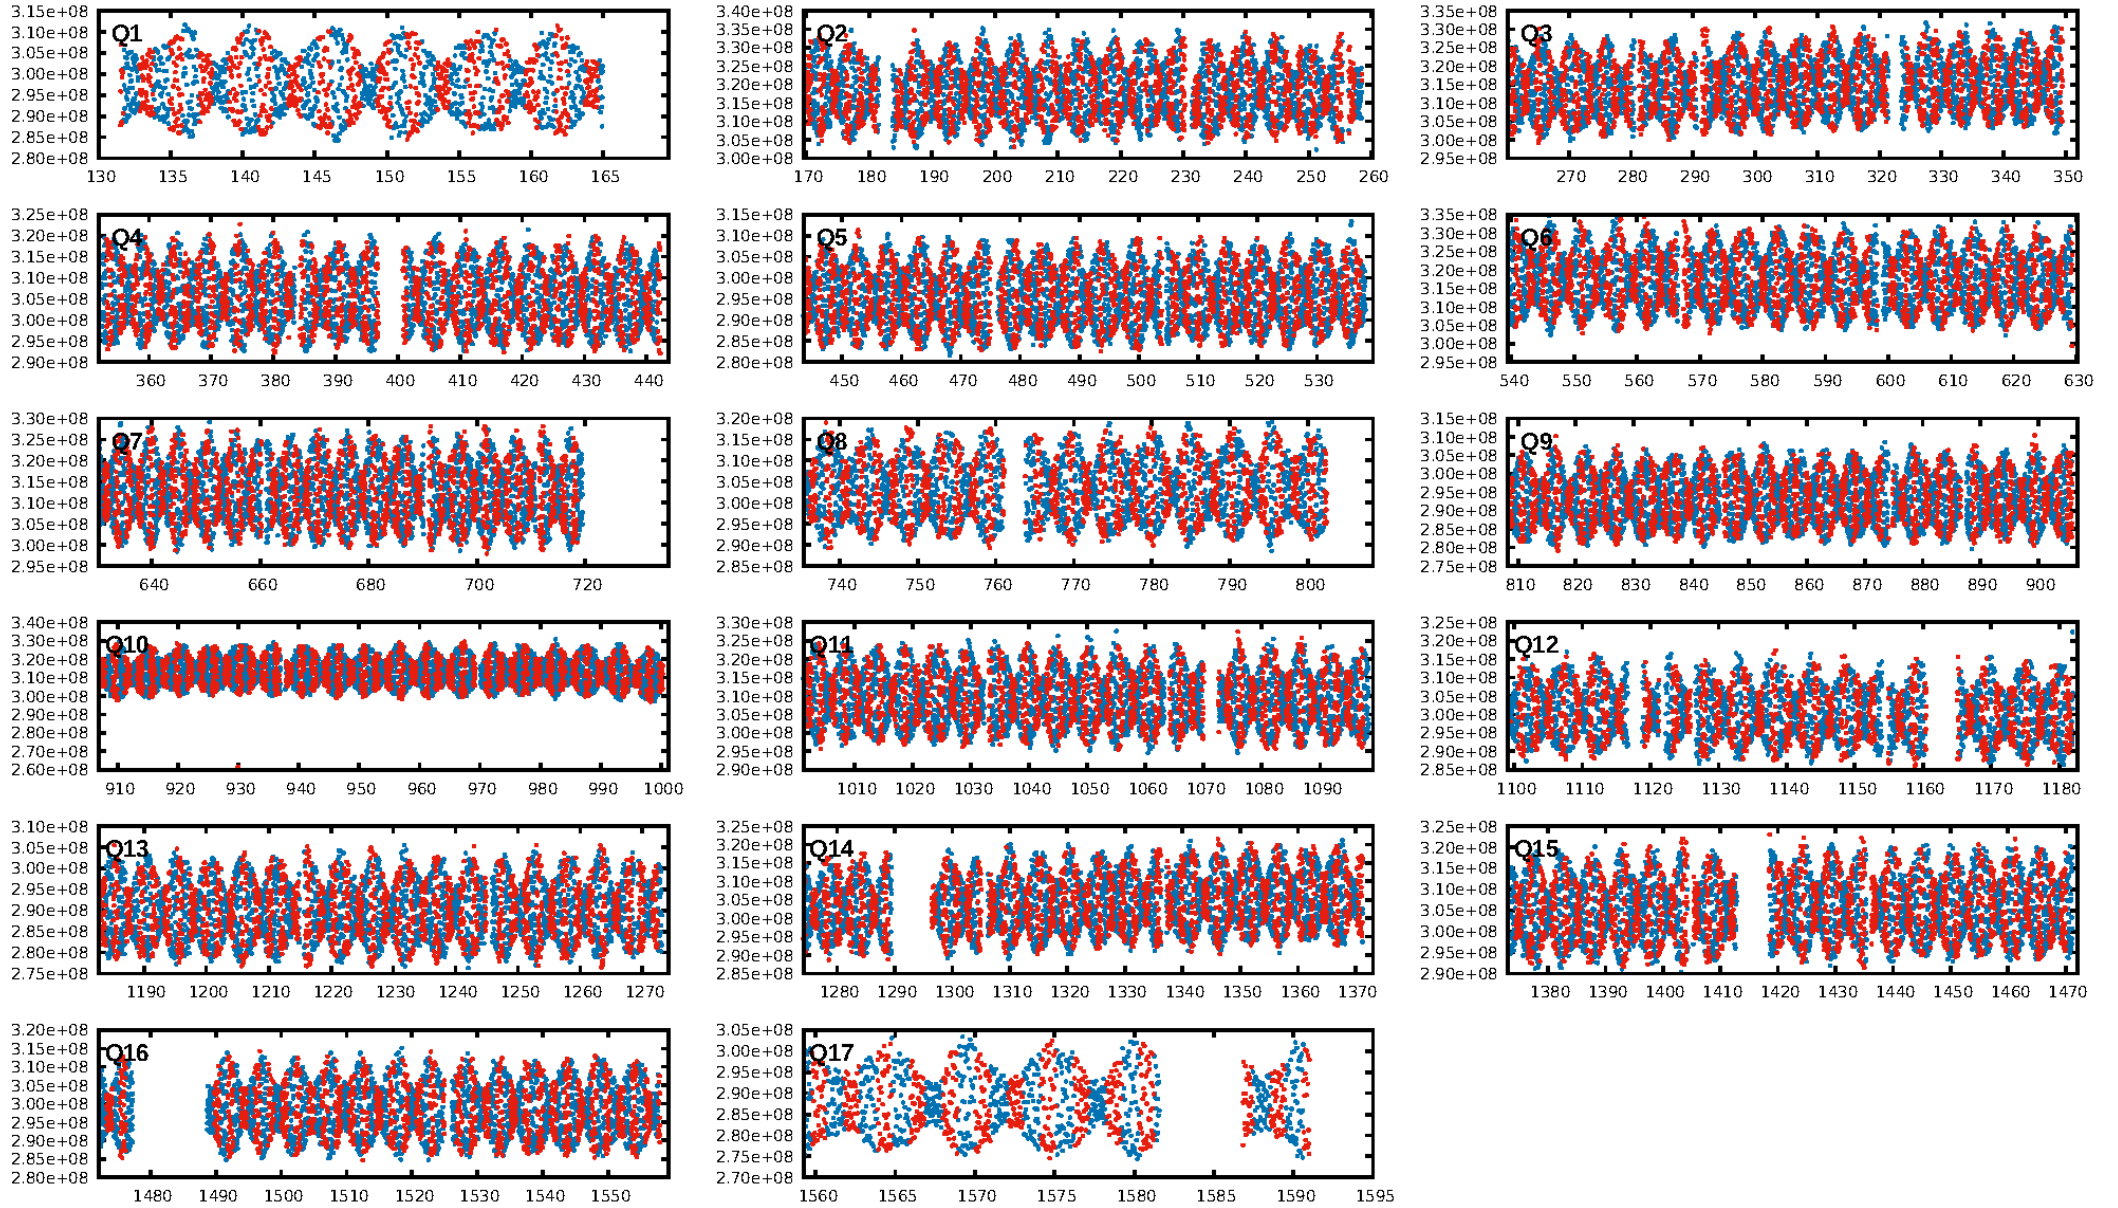 Q1
3.15e+08
3.10e+08
3.05e+08
3.00e+08
2.95e+08
2.90e+08
2.85e+08
2.80e+08
130 135 140 145 150 155 160 165
Q2
3.40e+08
3.35e+08
3.30e+08
3.25e+08
3.20e+08
3.15e+08
3.10e+08
3.05e+08
3.00e+08
170 180 190 200 210 220 230 240 250 260
Q3
3.35e+08
3.30e+08
3.25e+08
3.20e+08
3.15e+08
3.10e+08
3.05e+08
3.00e+08
2.95e+08
270 280 290 300 310 320 330 340 350
Q4
3.25e+08
3.20e+08
3.15e+08
3.10e+08
3.05e+08
3.00e+08
2.95e+08
2.90e+08
360 370 380 390 400 410 420 430 440
Q5
3.15e+08
3.10e+08
3.05e+08
3.00e+08
2.95e+08
2.90e+08
2.85e+08
2.80e+08
450 460 470 480 490 500 510 520 530
Q6
3.35e+08
3.30e+08
3.25e+08
3.20e+08
3.15e+08
3.10e+08
3.05e+08
3.00e+08
2.95e+08
540 550 560 570 580 590 600 610 620 630
Q7
3.30e+08
3.25e+08
3.20e+08
3.15e+08
3.10e+08
3.05e+08
3.00e+08
2.95e+08
640 660 680 700 720
Q8
3.20e+08
3.15e+08
3.10e+08
3.05e+08
3.00e+08
2.95e+08
2.90e+08
2.85e+08
740 750 760 770 780 790 800
Q9
3.15e+08
3.10e+08
3.05e+08
3.00e+08
2.95e+08
2.90e+08
2.85e+08
2.80e+08
2.75e+08
810 820 830 840 850 860 870 880 890 900
Q10
3.40e+08
3.30e+08
3.20e+08
3.10e+08
3.00e+08
2.90e+08
2.80e+08
2.70e+08
2.60e+08
910 920 930 940 950 960 970 980 990 1000
Q11
3.30e+08
3.25e+08
3.20e+08
3.15e+08
3.10e+08
3.05e+08
3.00e+08
2.95e+08
2.90e+08
1010 1020 1030 1040 1050 1060 1070 1080 1090
Q12
3.25e+08
3.20e+08
3.15e+08
3.10e+08
3.05e+08
3.00e+08
2.95e+08
2.90e+08
2.85e+08
1100 1110 1120 1130 1140 1150 1160 1170 1180
Q13
3.10e+08
3.05e+08
3.00e+08
2.95e+08
2.90e+08
2.85e+08
2.80e+08
2.75e+08
1190 1200 1210 1220 1230 1240 1250 1260 1270
Q14
3.25e+08
3.20e+08
3.15e+08
3.10e+08
3.05e+08
3.00e+08
2.95e+08
2.90e+08
2.85e+08
1280 1290 1300 1310 1320 1330 1340 1350 1360 1370
Q15
3.25e+08
3.20e+08
3.15e+08
3.10e+08
3.05e+08
3.00e+08
2.95e+08
2.90e+08
1380 1390 1400 1410 1420 1430 1440 1450 1460 1470
Q16
3.20e+08
3.15e+08
3.10e+08
3.05e+08
3.00e+08
2.95e+08
2.90e+08
2.85e+08
2.80e+08
1480 1490 1500 1510 1520 1530 1540 1550
Q17
3.05e+08
3.00e+08
2.95e+08
2.90e+08
2.85e+08
2.80e+08
2.75e+08
2.70e+08
1560 1565 1570 1575 1580 1585 1590 1595